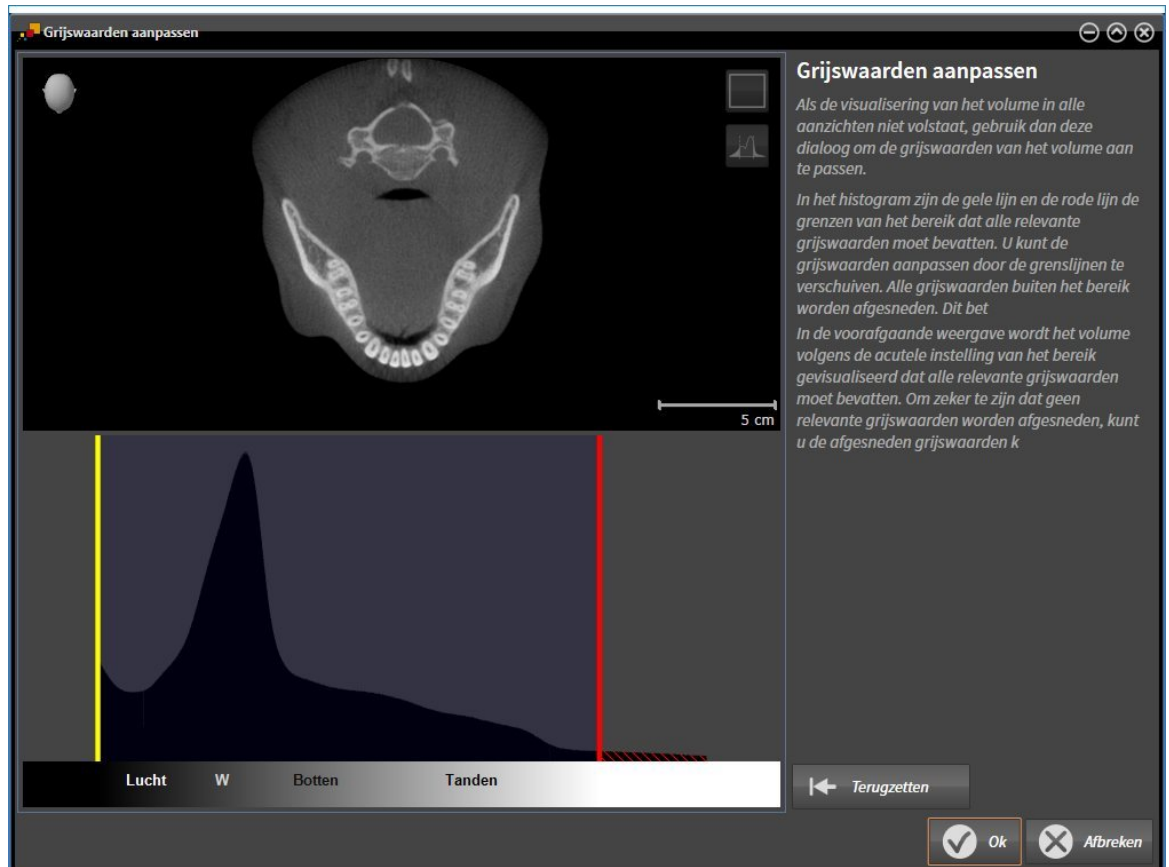 Grijswaarden aanpassen
Grijswaarden aanpassen
Als de visualisering van het volume in alle
aanzichten niet volstaat, gebruik dan deze
dialoog om de grijswaarden van het volume aan
te passen.
In het histogram zijn de gele lijn en de rode lijn de
grenzen van het bereik dat alle relevante
grijswaarden moet bevatten. U kunt de
grijswaarden aanpassen door de grenslijnen te
verschuiven. Alle grijswaarden buiten het bereik
worden afgesneden. Dit bet
In de voorafgaande weergave wordt het volume
volgens de acutele instelling van het bereik
gevisualiseerd dat alle relevante grijswaarden
moet bevatten. Om zeker te zijn dat geen
relevante grijswaarden worden afgesneden, kunt
u de afgesneden grijswaarden k
5 cm
Lucht W Botten Tanden
Terugzetten
Ok Afbreken